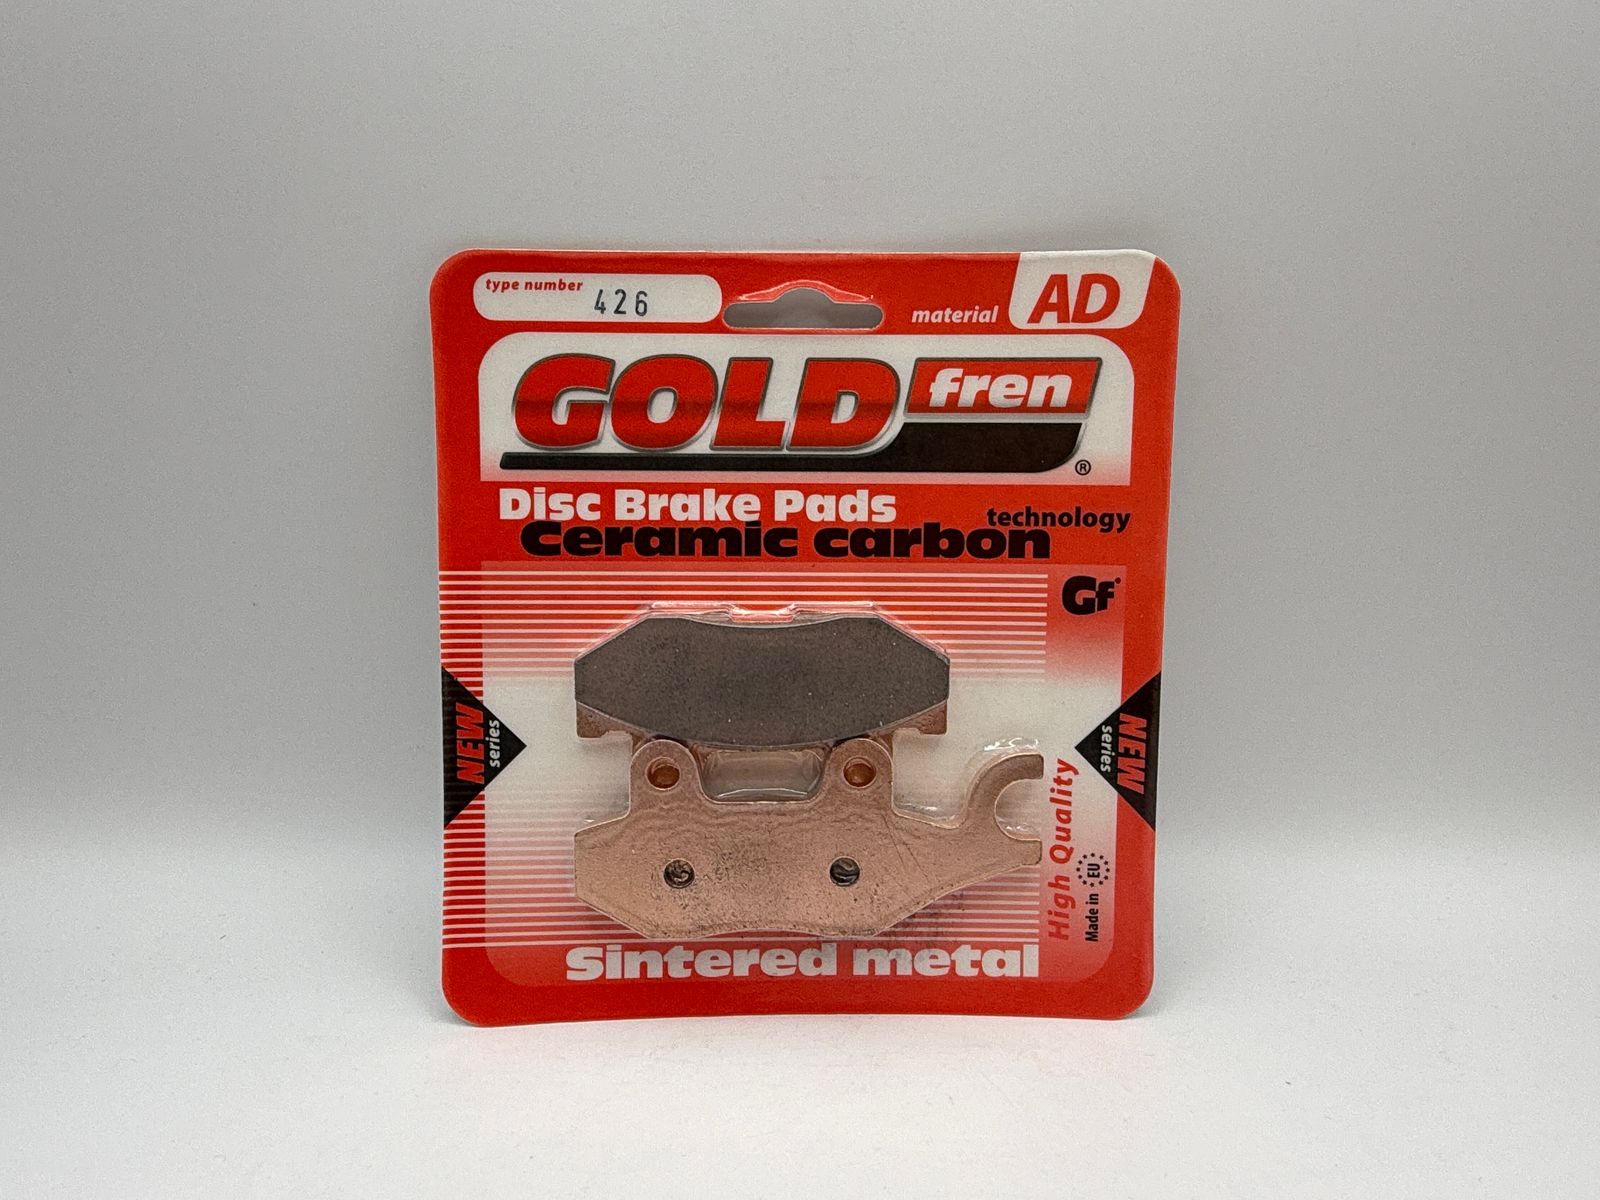 type number 426
material AD
GOLD fren ®
Disc Brake Pads
Ceramic carbon technology
Gf
NEW series
NEW series
High Quality
Made in EU
Sintered metal